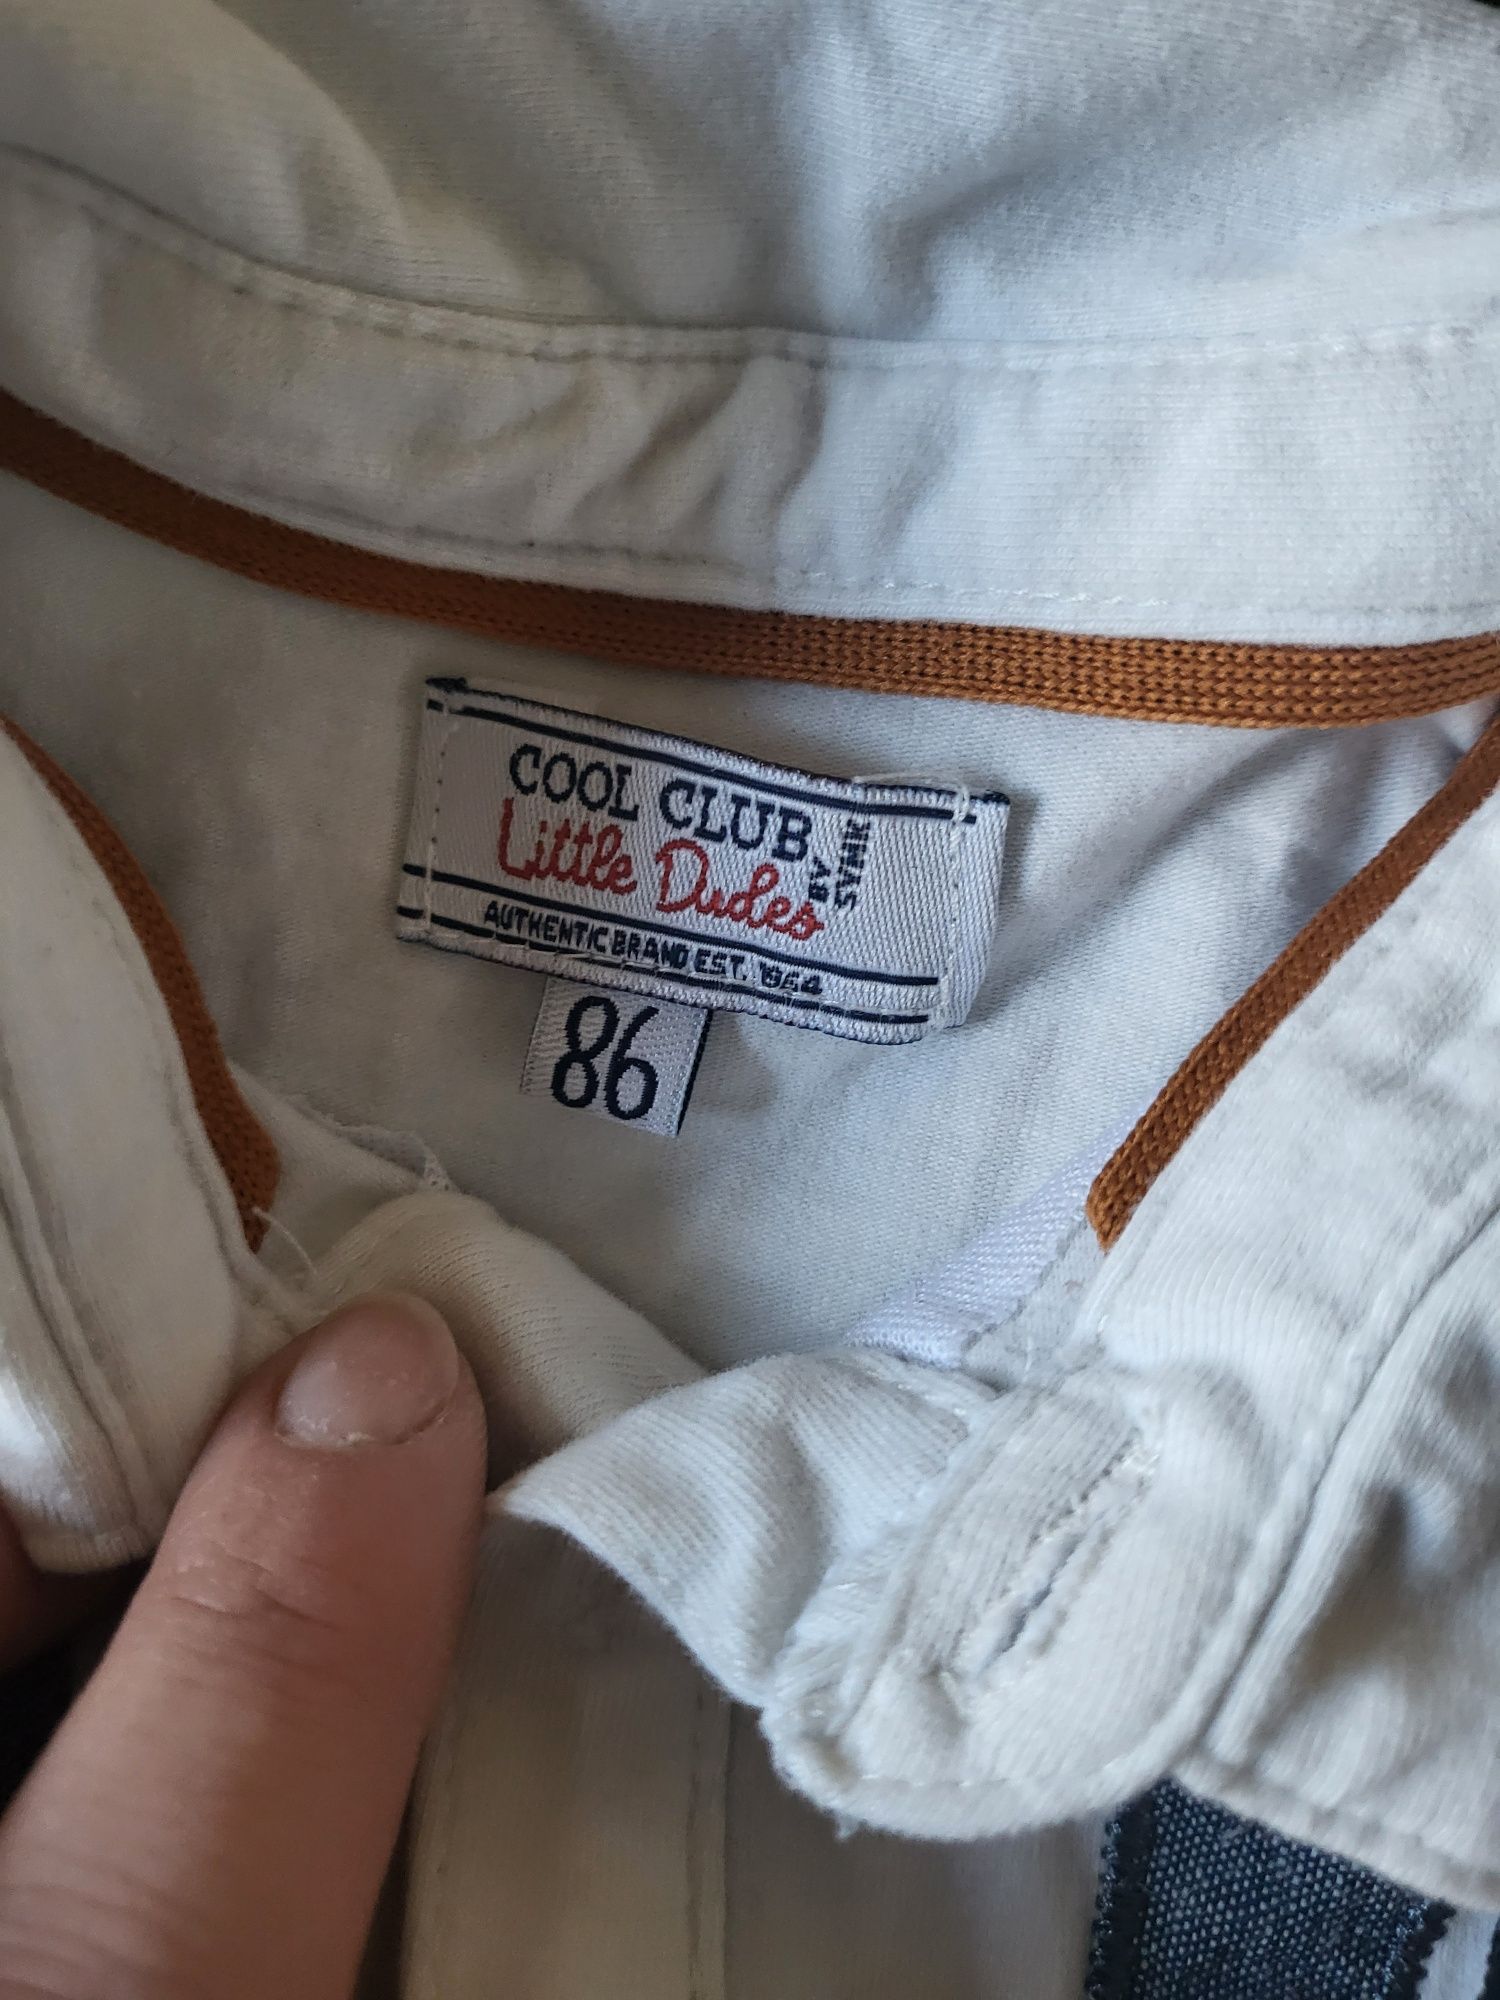 COOL CLUB
BY SMYK
Little Dudes
AUTHENTIC BRAND EST. 1964
86